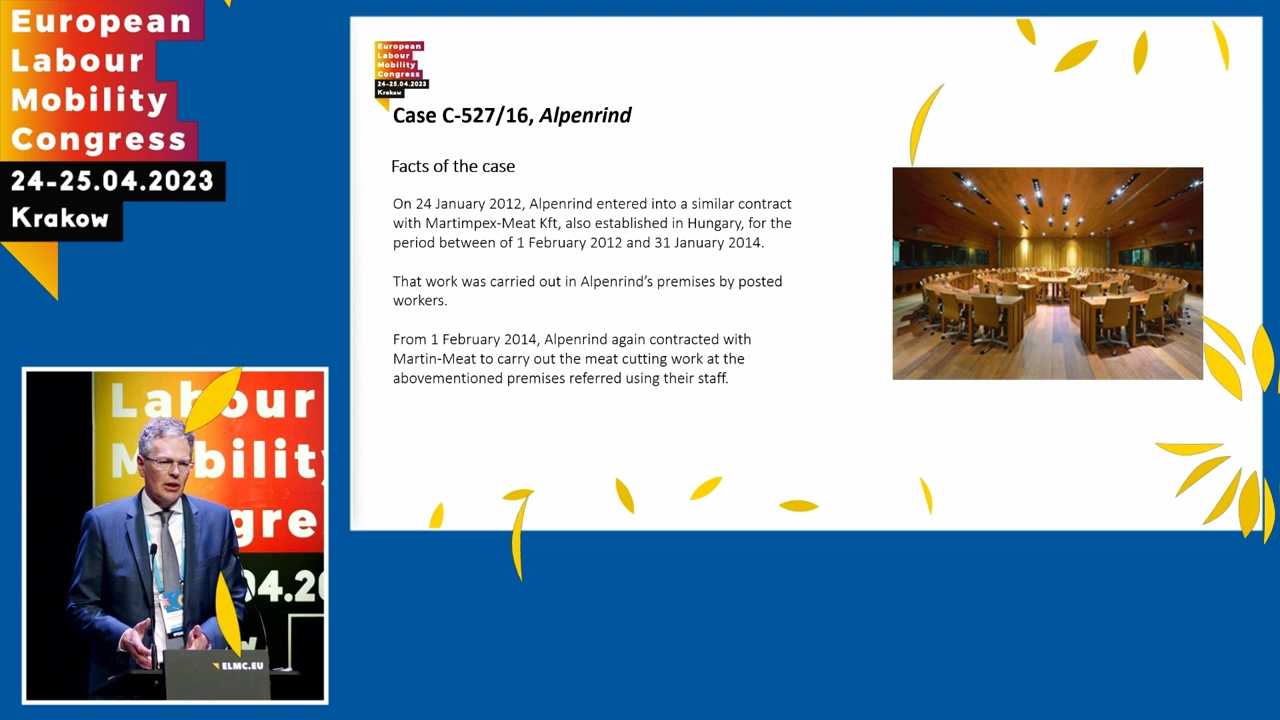 European
Labour
Mobility
Congress
24-25.04.2023
Krakow
European
Labour
Mobility
Congress
24-25.04.2023
Krakow
Case C-527/16, Alpenrind
Facts of the case
On 24 January 2012, Alpenrind entered into a similar contract
with Martimpex-Meat Kft, also established in Hungary, for the
period between of 1 February 2012 and 31 January 2014.
That work was carried out in Alpenrind's premises by posted
workers.
From 1 February 2014, Alpenrind again contracted with
Martin-Meat to carry out the meat cutting work at the
abovementioned premises referred using their staff.
Labour
Mobility
gre
04.20
ELMC.EU